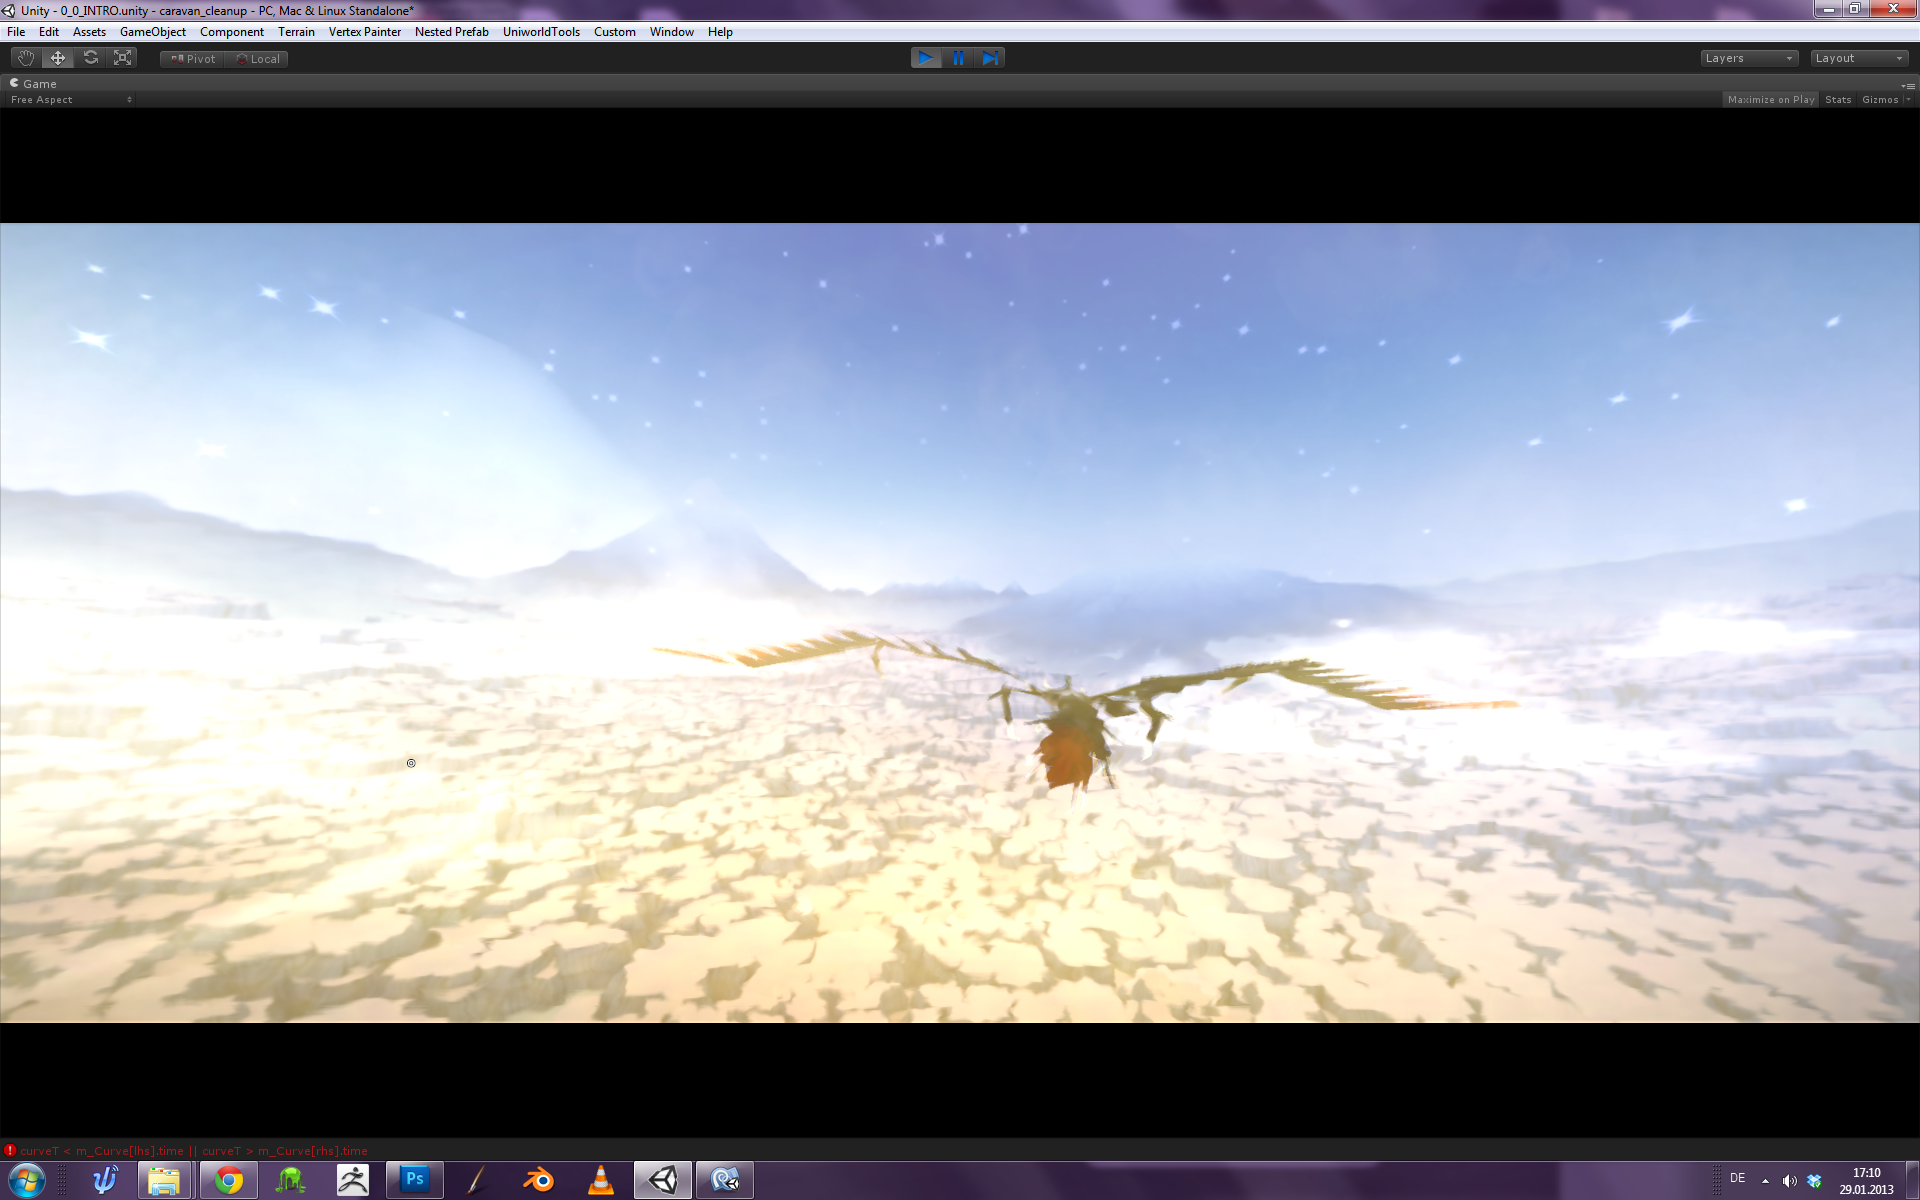 Unity - 0_0_INTRO.unity - caravan_cleanup - PC, Mac & Linux Standalone*
File Edit Assets GameObject Component Terrain Vertex Painter Nested Prefab UniworldTools Custom Window Help
Pivot Local Layers Layout
Game
Free Aspect Maximize on Play Stats Gizmos
curveT < m_Curve[lhs].time || curveT > m_Curve[rhs].time
Ps
DE
17:10
29.01.2013